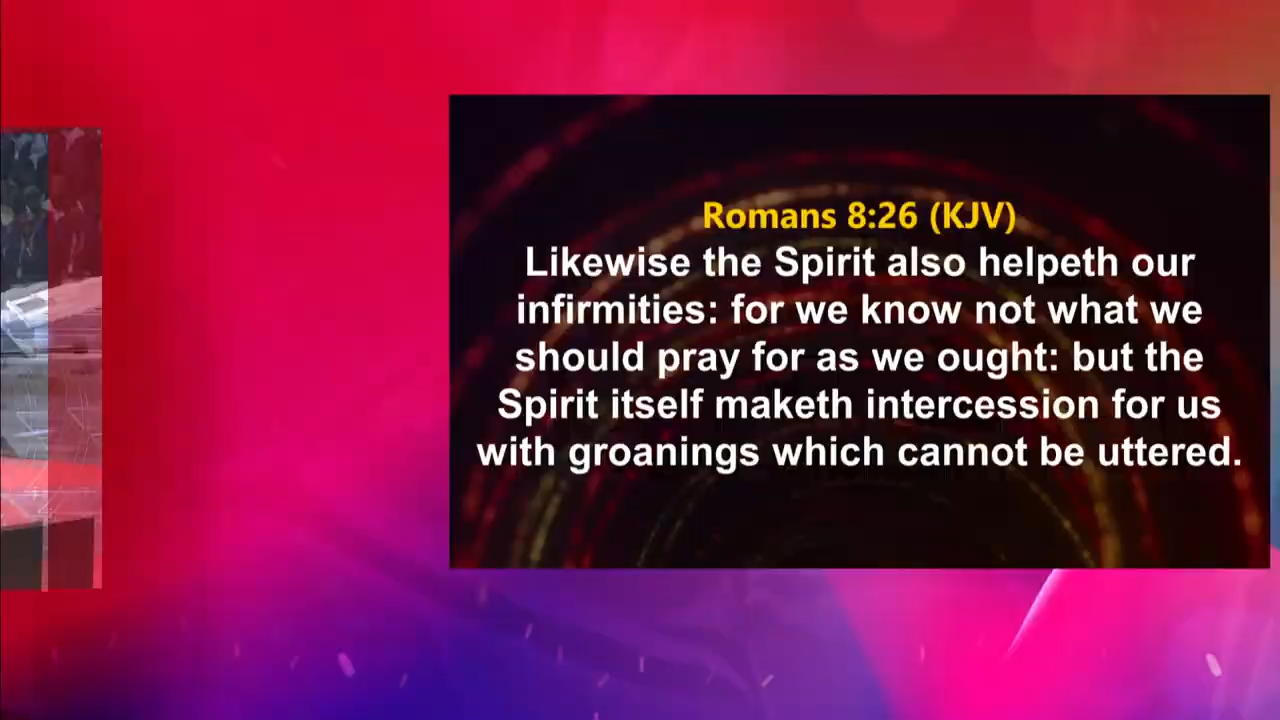 Romans 8:26 (KJV)
Likewise the Spirit also helpeth our
infirmities: for we know not what we
should pray for as we ought: but the
Spirit itself maketh intercession for us
with groanings which cannot be uttered.